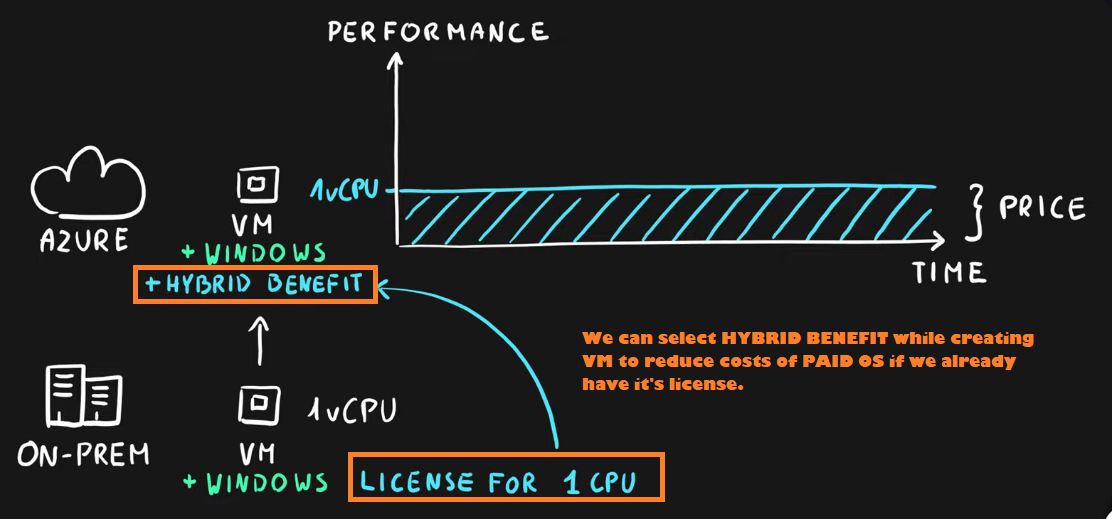 PERFORMANCE
1vCPU
PRICE
AZURE
VM
+ WINDOWS
+ HYBRID BENEFIT
TIME
We can select HYBRID BENEFIT while creating
VM to reduce costs of PAID OS if we already
have it's license.
1vCPU
ON-PREM
VM
+ WINDOWS
LICENSE FOR 1 CPU